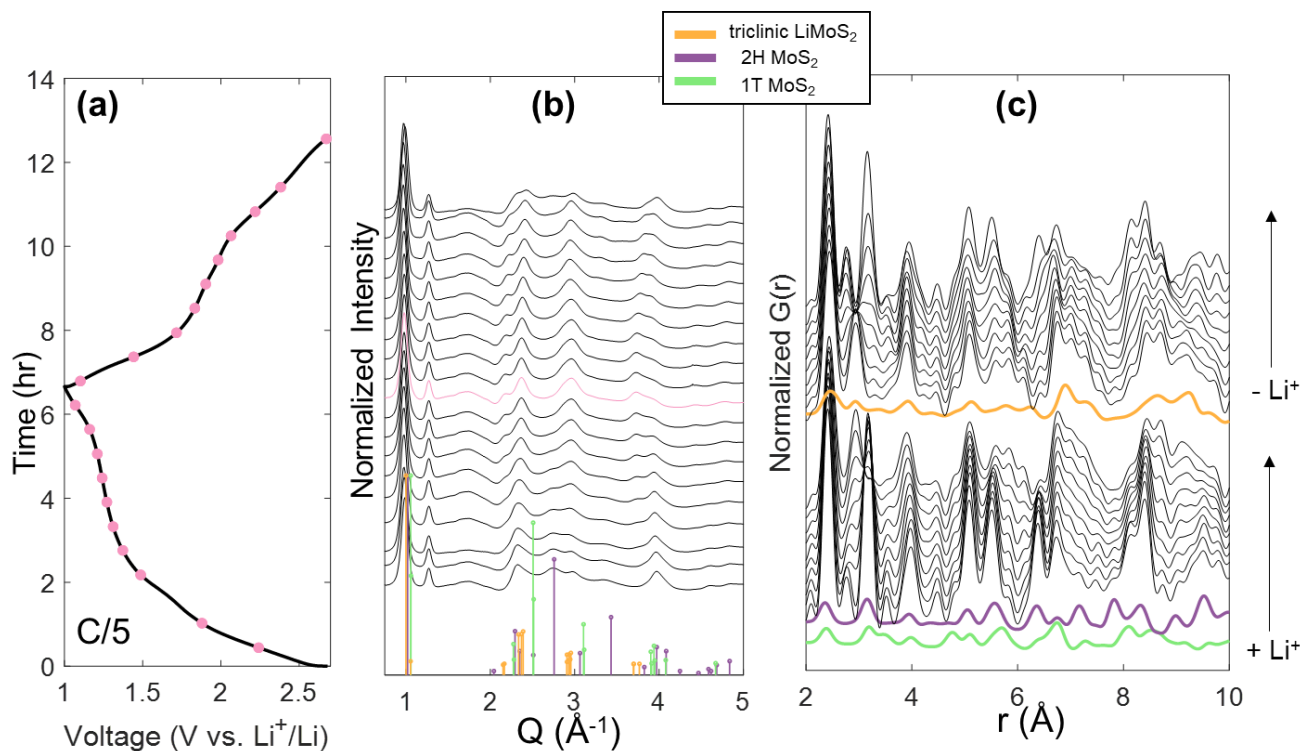 triclinic LiMoS₂
2H MoS₂
1T MoS₂
(a)
(b)
(c)
14
12
10
8
6
4
2
0
Time (hr)
C/5
1
1.5
2
2.5
Voltage (V vs. Li⁺/Li)
Normalized Intensity
1
2
3
4
5
Q (Å⁻¹)
Normalized G(r)
2
4
6
8
10
r (Å)
- Li⁺
+ Li⁺